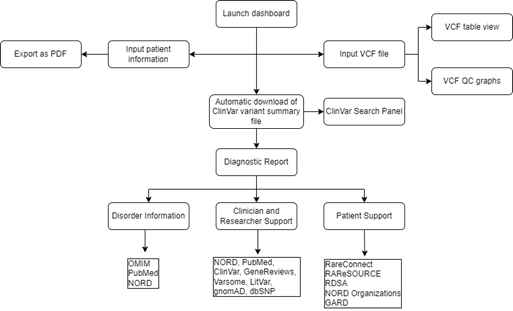 Launch dashboard
VCF table view
Export as PDF
Input patient
information
Input VCF file
VCF QC graphs
Automatic download of
ClinVar variant summary
file
ClinVar Search Panel
Diagnostic Report
Disorder Information
Clinician and
Researcher Support
Patient Support
OMIM
PubMed
NORD
NORD, PubMed,
ClinVar, GeneReviews,
Varsome, LitVar,
gnomAD, dbSNP
RareConnect
RAReSOURCE
RDSA
NORD Organizations
GARD